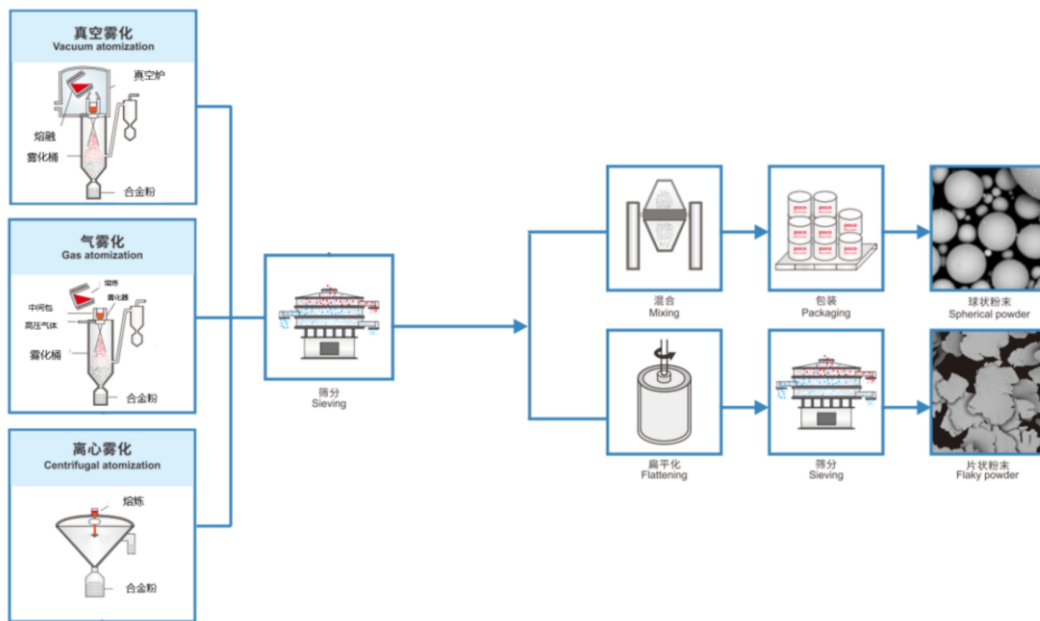 真空雾化
Vacuum atomization
真空炉
熔融
雾化桶
合金粉
气雾化
Gas atomization
熔炼
中间包
雾化器
高压气体
雾化桶
合金粉
离心雾化
Centrifugal atomization
熔炼
合金粉
筛分
Sieving
混合
Mixing
包装
Packaging
球状粉末
Spherical powder
扁平化
Flattening
筛分
Sieving
片状粉末
Flaky powder